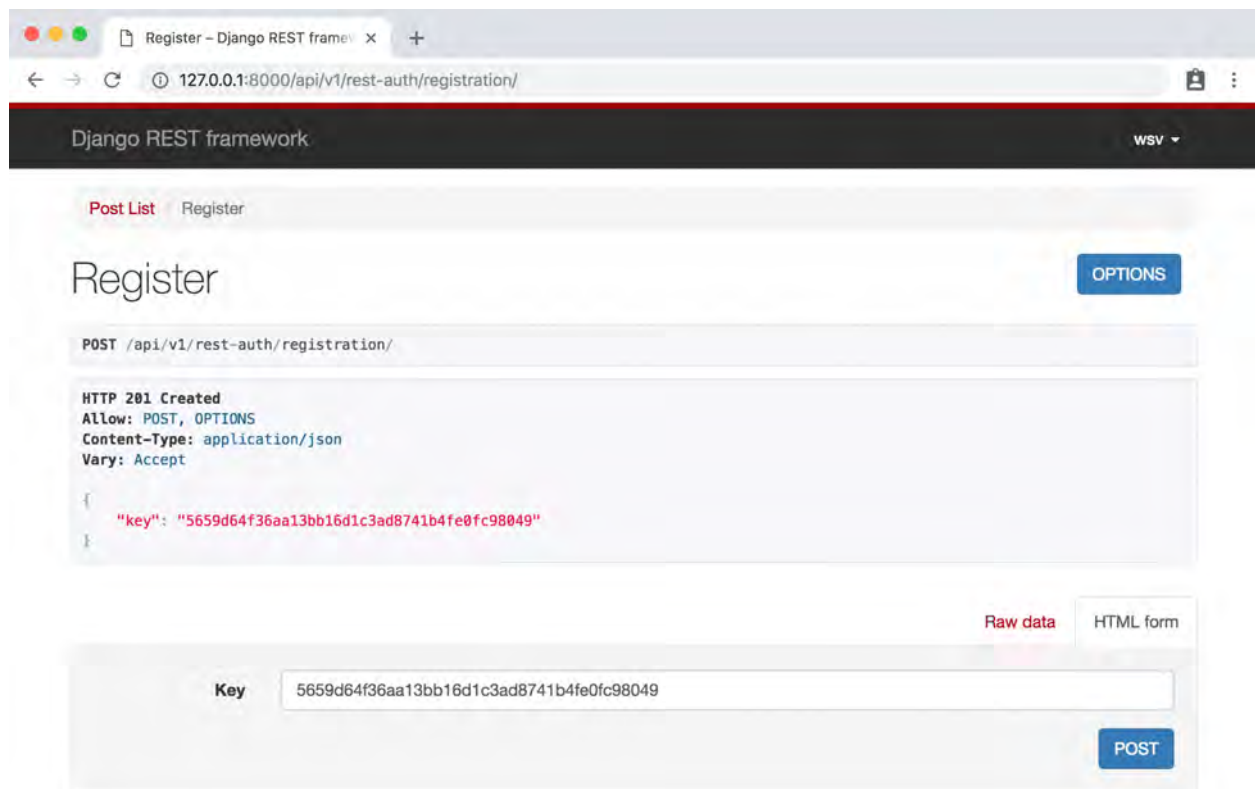 Register – Django REST framew
127.0.0.1:8000/api/v1/rest-auth/registration/
Django REST framework
wsv
Post List / Register
Register
OPTIONS
POST /api/v1/rest-auth/registration/
HTTP 201 Created
Allow: POST, OPTIONS
Content-Type: application/json
Vary: Accept
{
"key": "5659d64f36aa13bb16d1c3ad8741b4fe0fc98049"
}
Raw data HTML form
Key 5659d64f36aa13bb16d1c3ad8741b4fe0fc98049
POST